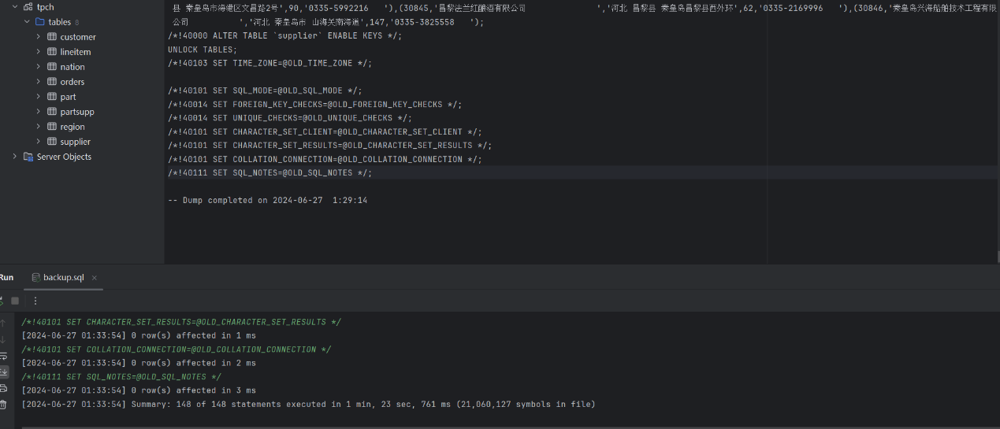 tpch
tables 8
customer
lineitem
nation
orders
part
partsupp
region
supplier
Server Objects
县 秦皇岛市海港区文昌路2号',90,'0335-5992216   '),(30845,'昌黎法兰红酿酒有限公司              ','河北 昌黎县 秦皇岛昌黎县西外环',62,'0335-2169996   '),(30846,'秦皇岛兴海船舶技术工程有限
公司          ','河北 秦皇岛市 山海关南海道',147,'0335-3825558   ');
/*!40000 ALTER TABLE `supplier` ENABLE KEYS */;
UNLOCK TABLES;
/*!40103 SET TIME_ZONE=@OLD_TIME_ZONE */;
/*!40101 SET SQL_MODE=@OLD_SQL_MODE */;
/*!40014 SET FOREIGN_KEY_CHECKS=@OLD_FOREIGN_KEY_CHECKS */;
/*!40014 SET UNIQUE_CHECKS=@OLD_UNIQUE_CHECKS */;
/*!40101 SET CHARACTER_SET_CLIENT=@OLD_CHARACTER_SET_CLIENT */;
/*!40101 SET CHARACTER_SET_RESULTS=@OLD_CHARACTER_SET_RESULTS */;
/*!40101 SET COLLATION_CONNECTION=@OLD_COLLATION_CONNECTION */;
/*!40111 SET SQL_NOTES=@OLD_SQL_NOTES */;
-- Dump completed on 2024-06-27  1:29:14
Run
backup.sql
/*!40101 SET CHARACTER_SET_RESULTS=@OLD_CHARACTER_SET_RESULTS */
[2024-06-27 01:33:54] 0 row(s) affected in 1 ms
/*!40101 SET COLLATION_CONNECTION=@OLD_COLLATION_CONNECTION */
[2024-06-27 01:33:54] 0 row(s) affected in 2 ms
/*!40111 SET SQL_NOTES=@OLD_SQL_NOTES */
[2024-06-27 01:33:54] 0 row(s) affected in 3 ms
[2024-06-27 01:33:54] Summary: 148 of 148 statements executed in 1 min, 23 sec, 761 ms (21,060,127 symbols in file)